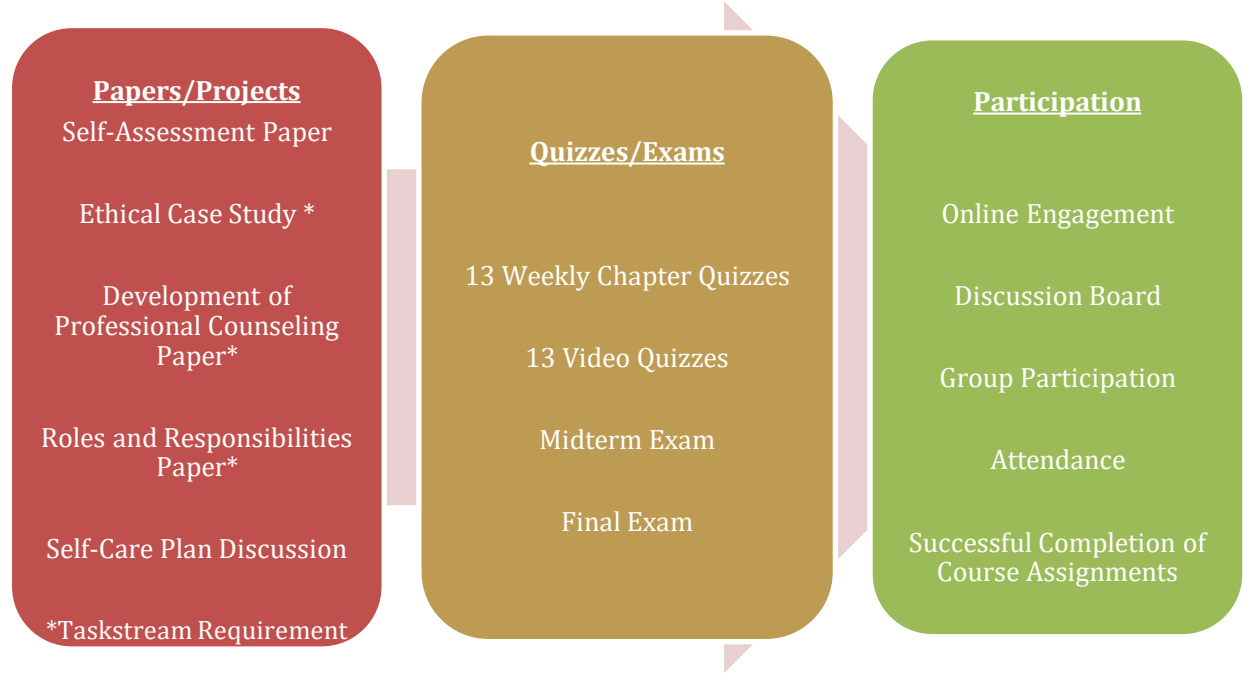 Papers/Projects
Self-Assessment Paper
Ethical Case Study *
Development of
Professional Counseling
Paper*
Roles and Responsibilities
Paper*
Self-Care Plan Discussion
*Taskstream Requirement
Quizzes/Exams
13 Weekly Chapter Quizzes
13 Video Quizzes
Midterm Exam
Final Exam
Participation
Online Engagement
Discussion Board
Group Participation
Attendance
Successful Completion of
Course Assignments